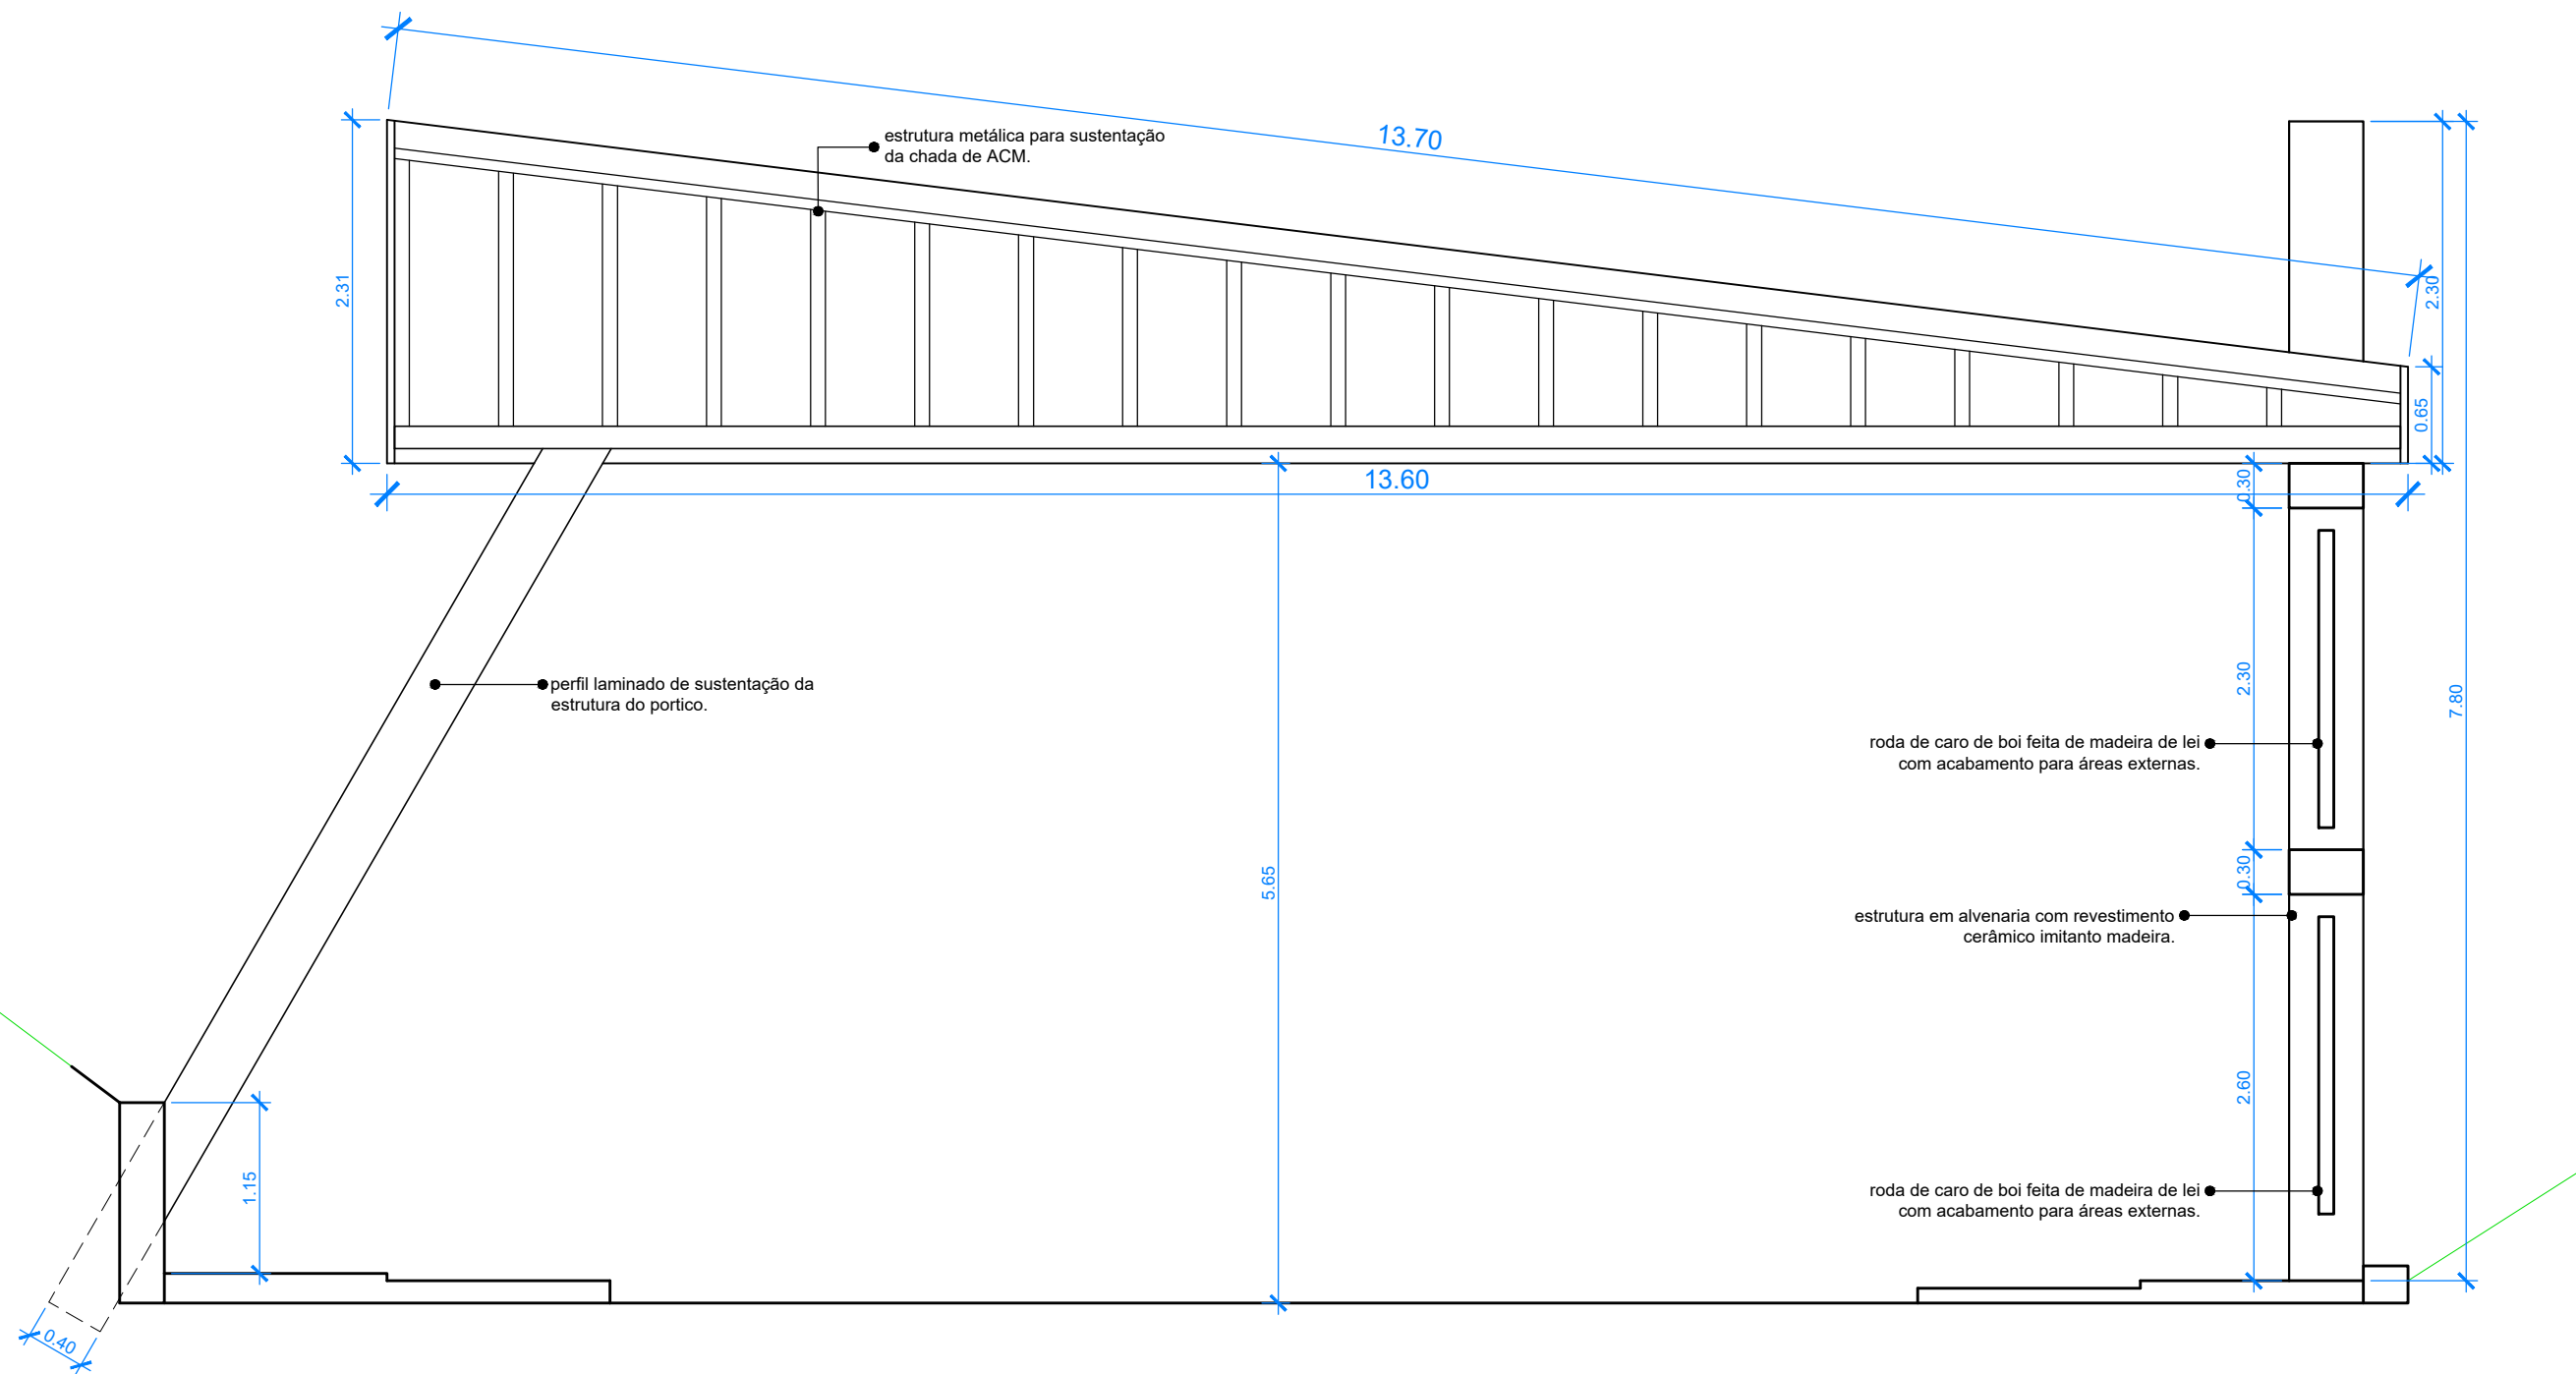 13.70
estrutura metálica para sustentação
da chada de ACM.
2.31
2.30
0.65
13.60
0.30
perfil laminado de sustentação da
estrutura do portico.
2.30
7.80
roda de caro de boi feita de madeira de lei
com acabamento para áreas externas.
5.65
0.30
estrutura em alvenaria com revestimento
cerâmico imitanto madeira.
2.60
1.15
roda de caro de boi feita de madeira de lei
com acabamento para áreas externas.
0.40